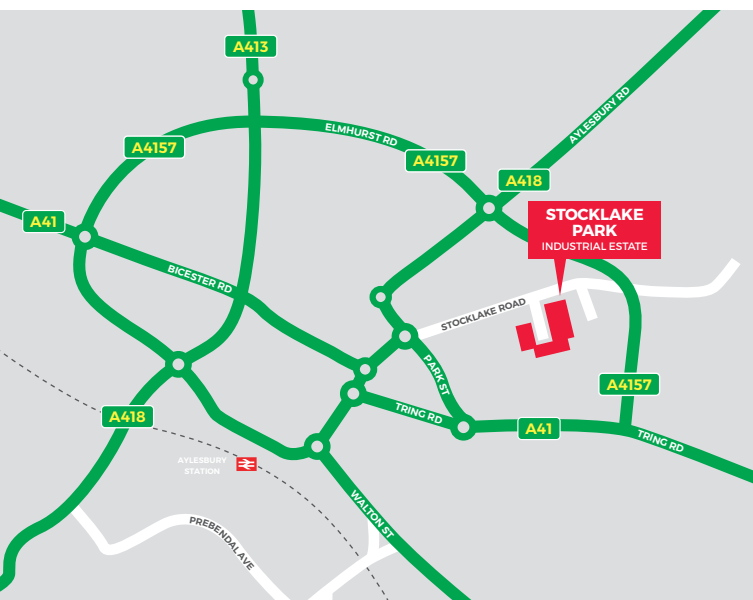 A413
ELMHURST RD
A4157
A4157
AYLESBURY RD
A418
A41
STOCKLAKE
PARK
INDUSTRIAL ESTATE
BICESTER RD
STOCKLAKE ROAD
PARK ST
A4157
A418
TRING RD
A41
TRING RD
AYLESBURY
STATION
WALTON ST
PREBENDAL AVE